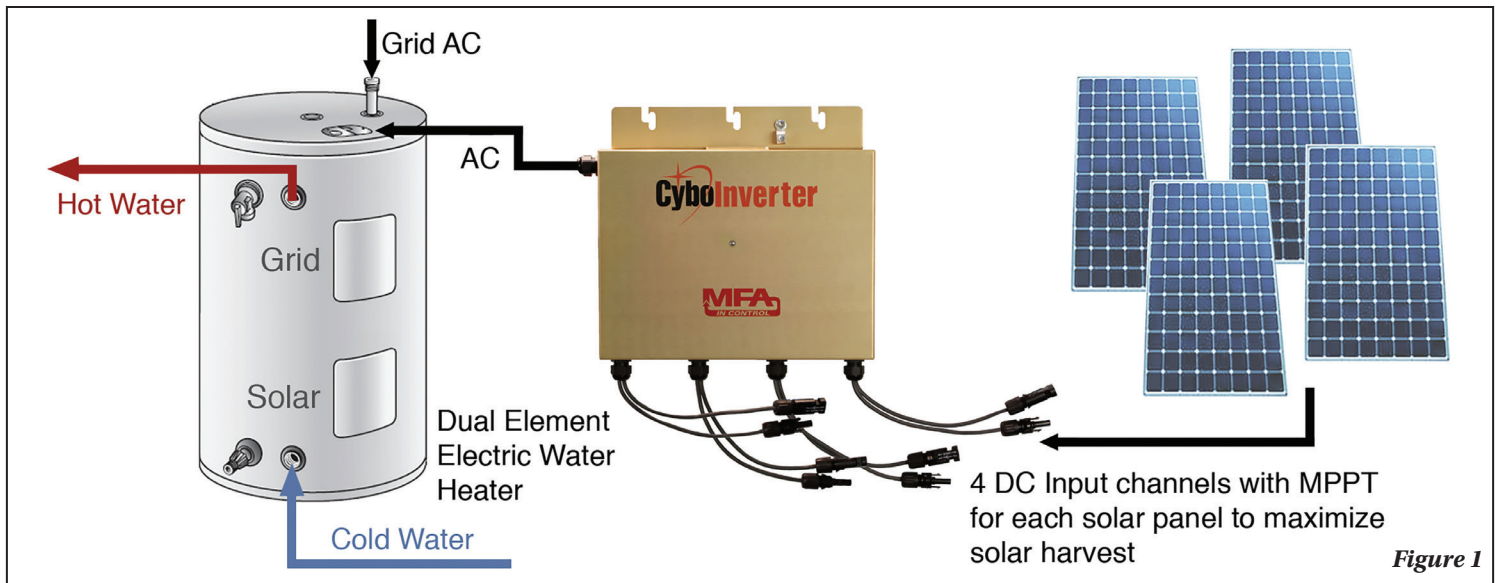 Grid AC
AC
Hot Water
Grid
Solar
Dual Element
Electric Water
Heater
Cold Water
CyboInverter
MFA
IN CONTROL
4 DC Input channels with MPPT
for each solar panel to maximize
solar harvest
Figure 1